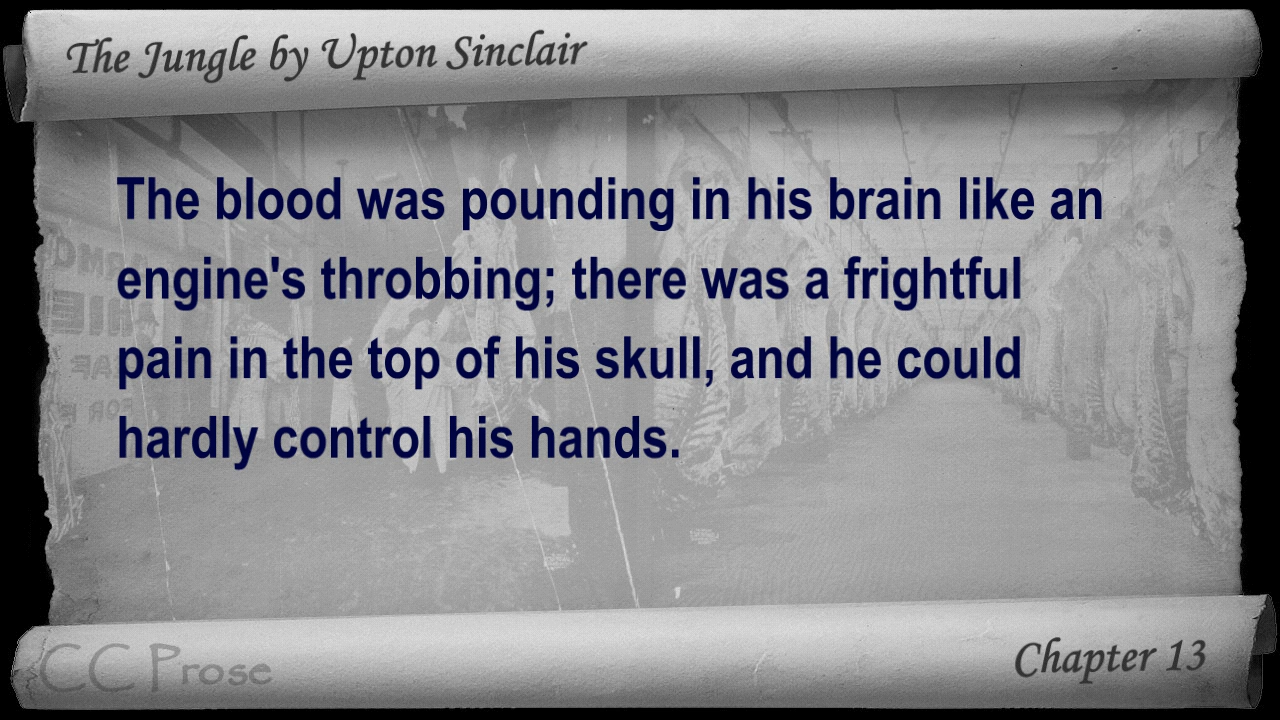 The Jungle by Upton Sinclair
The blood was pounding in his brain like an
engine's throbbing; there was a frightful
pain in the top of his skull, and he could
hardly control his hands.
CC Prose
Chapter 13